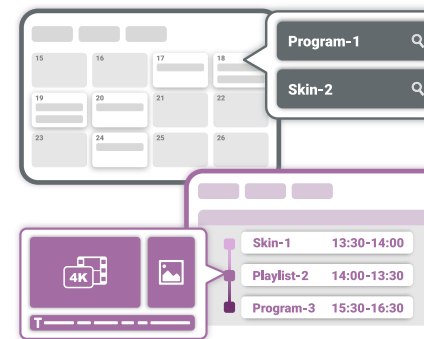 Program-1
15 16 17 18
Skin-2
19 20 21 22
23 24 25 26
Skin-1 13:30-14:00
4K
Playlist-2 14:00-13:30
Program-3 15:30-16:30
T